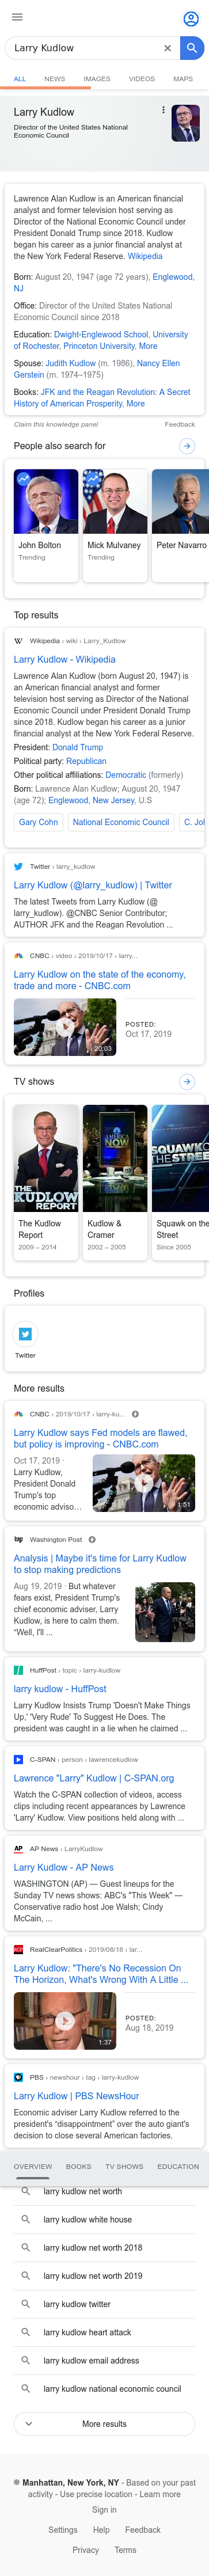 Larry Kudlow
ALL NEWS IMAGES VIDEOS MAPS
Larry Kudlow
Director of the United States National
Economic Council
Lawrence Alan Kudlow is an American financial
analyst and former television host serving as
Director of the National Economic Council under
President Donald Trump since 2018. Kudlow
began his career as a junior financial analyst at
the New York Federal Reserve. Wikipedia
Born: August 20, 1947 (age 72 years), Englewood,
NJ
Office: Director of the United States National
Economic Council since 2018
Education: Dwight-Englewood School, University
of Rochester, Princeton University, More
Spouse: Judith Kudlow (m. 1986), Nancy Ellen
Gerstein (m. 1974–1975)
Books: JFK and the Reagan Revolution: A Secret
History of American Prosperity, More
Claim this knowledge panel Feedback
People also search for
John Bolton
Trending
Mick Mulvaney
Trending
Peter Navarro
Top results
W Wikipedia › wiki › Larry_Kudlow
Larry Kudlow - Wikipedia
Lawrence Alan Kudlow (born August 20, 1947) is
an American financial analyst and former
television host serving as Director of the National
Economic Council under President Donald Trump
since 2018. Kudlow began his career as a junior
financial analyst at the New York Federal Reserve.
President: Donald Trump
Political party: Republican
Other political affiliations: Democratic (formerly)
Born: Lawrence Alan Kudlow; August 20, 1947
(age 72); Englewood, New Jersey, U.S
Gary Cohn National Economic Council C. Jol
Twitter › larry_kudlow
Larry Kudlow (@larry_kudlow) | Twitter
The latest Tweets from Larry Kudlow (@
larry_kudlow). @CNBC Senior Contributor;
AUTHOR JFK and the Reagan Revolution ...
CNBC › video › 2019/10/17 › larry...
Larry Kudlow on the state of the economy,
trade and more - CNBC.com
20:03
POSTED:
Oct 17, 2019
TV shows
THE
KUDLOW
REPORT
AMERICA
NOW
SQUAWK
ON THE
STREET
The Kudlow
Report
2009 – 2014
Kudlow &
Cramer
2002 – 2005
Squawk on the
Street
Since 2005
Profiles
Twitter
More results
CNBC › 2019/10/17 › larry-ku...
Larry Kudlow says Fed models are flawed,
but policy is improving - CNBC.com
Oct 17, 2019 ·
Larry Kudlow,
President Donald
Trump's top
economic adviso...
1:51
wp Washington Post
Analysis | Maybe it's time for Larry Kudlow
to stop making predictions
Aug 19, 2019 · But whatever
fears exist, President Trump's
chief economic adviser, Larry
Kudlow, is here to calm them.
“Well, I'll ...
HuffPost › topic › larry-kudlow
larry kudlow - HuffPost
Larry Kudlow Insists Trump 'Doesn't Make Things
Up,' 'Very Rude' To Suggest He Does. The
president was caught in a lie when he claimed ...
C-SPAN › person › lawrencekudlow
Lawrence "Larry" Kudlow | C-SPAN.org
Watch the C-SPAN collection of videos, access
clips including recent appearances by Lawrence
'Larry' Kudlow. View positions held along with ...
AP AP News › LarryKudlow
Larry Kudlow - AP News
WASHINGTON (AP) — Guest lineups for the
Sunday TV news shows: ABC's "This Week" —
Conservative radio host Joe Walsh; Cindy
McCain, ...
RealClearPolitics › 2019/08/18 › lar...
Larry Kudlow: "There's No Recession On
The Horizon, What's Wrong With A Little ...
1:37
POSTED:
Aug 18, 2019
PBS › newshour › tag › larry-kudlow
Larry Kudlow | PBS NewsHour
Economic adviser Larry Kudlow referred to the
president's “disappointment” over the auto giant's
decision to close several American factories.
OVERVIEW BOOKS TV SHOWS EDUCATION
larry kudlow net worth
larry kudlow white house
larry kudlow net worth 2018
larry kudlow net worth 2019
larry kudlow twitter
larry kudlow heart attack
larry kudlow email address
larry kudlow national economic council
More results
Manhattan, New York, NY - Based on your past
activity - Use precise location - Learn more
Sign in
Settings Help Feedback
Privacy Terms